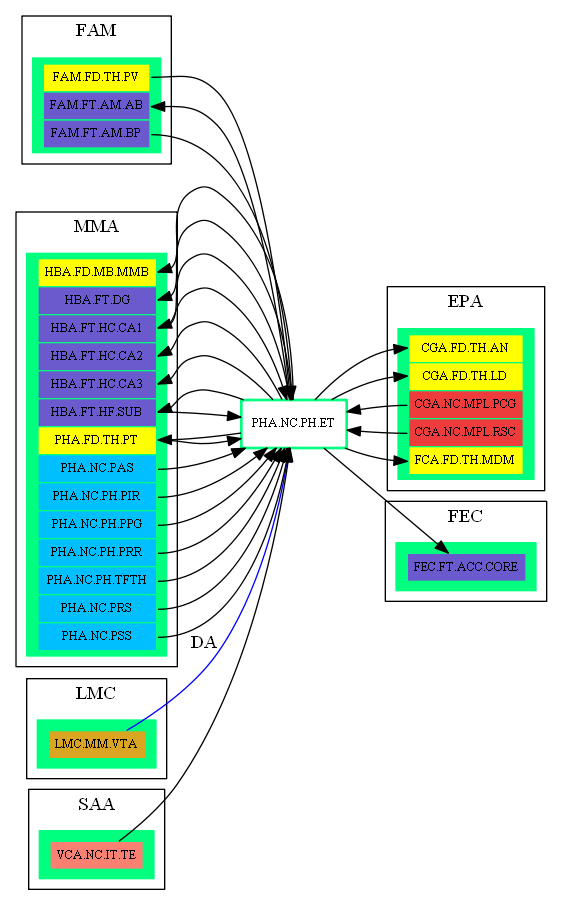 FAM
FAM.FD.TH.PV
FAM.FT.AM.AB
FAM.FT.AM.BP
MMA
HBA.FD.MB.MMB
HBA.FT.DG
HBA.FT.HC.CA1
HBA.FT.HC.CA2
HBA.FT.HC.CA3
HBA.FT.HF.SUB
PHA.FD.TH.PT
PHA.NC.PAS
PHA.NC.PH.PIR
PHA.NC.PH.PPG
PHA.NC.PH.PRR
PHA.NC.PH.TFTH
PHA.NC.PRS
PHA.NC.PSS
LMC
LMC.MM.VTA
SAA
VCA.NC.IT.TE
DA
PHA.NC.PH.ET
EPA
CGA.FD.TH.AN
CGA.FD.TH.LD
CGA.NC.MPL.PCG
CGA.NC.MPL.RSC
FCA.FD.TH.MDM
FEC
FEC.FT.ACC.CORE